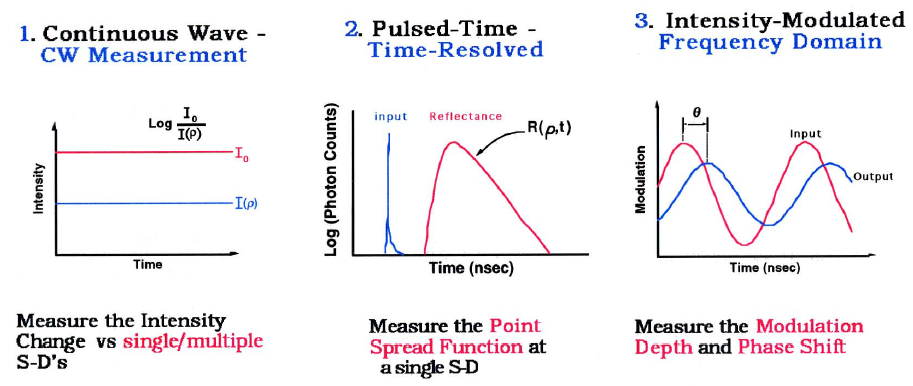 1. Continuous Wave -
CW Measurement
Log I₀/I(ρ)
I₀
I(ρ)
Intensity
Time
Measure the Intensity
Change vs single/multiple
S-D's
2. Pulsed-Time -
Time-Resolved
input
Reflectance
R(ρ,t)
Log (Photon Counts)
Time (nsec)
Measure the Point
Spread Function at
a single S-D
3. Intensity-Modulated
Frequency Domain
θ
Input
Output
Modulation
Time (nsec)
Measure the Modulation
Depth and Phase Shift